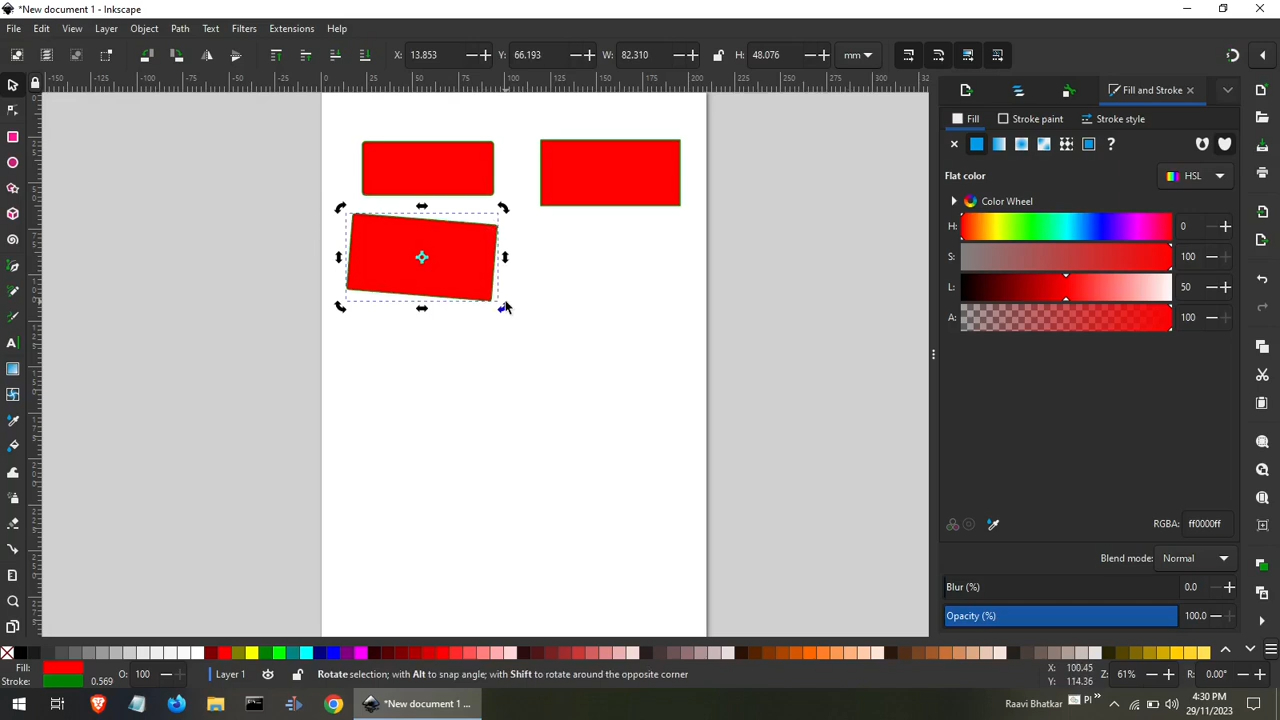 *New document 1 - Inkscape
File Edit View Layer Object Path Text Filters Extensions Help
X: 13.853 Y: 66.193 W: 82.310 H: 48.076 mm
Fill and Stroke
Fill Stroke paint Stroke style
Flat color HSL
Color Wheel
H: 0
S: 100
L: 50
A: 100
RGBA: ff0000ff
Blend mode: Normal
Blur (%) 0.0
Opacity (%) 100.0
Fill: O: 100 Layer 1 Rotate selection; with Alt to snap angle; with Shift to rotate around the opposite corner X: 100.45 Z: 61% R: 0.00°
Stroke: 0.569 Y: 114.36
*New document 1 ... Raavi Bhatkar 4:30 PM
29/11/2023